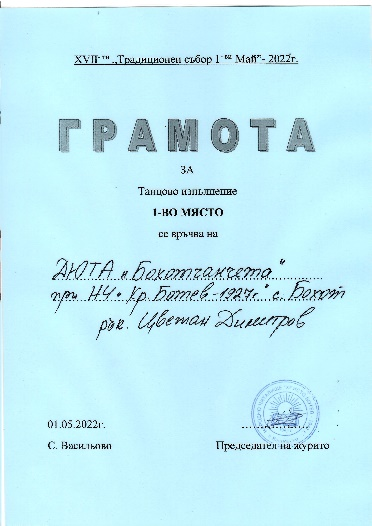 XVII-ти „Традиционен събор 1-ви Май"- 2022г.
ГРАМОТА
ЗА
Танцово изпълнение
1-ВО МЯСТО
се връчва на
ДЮТА „Бохотчанчета"
при НЧ „Хр. Ботев - 1927г." с. Бохот
рък. Цветан Димитров
01.05.2022г.
С. Васильово
Председател на журито